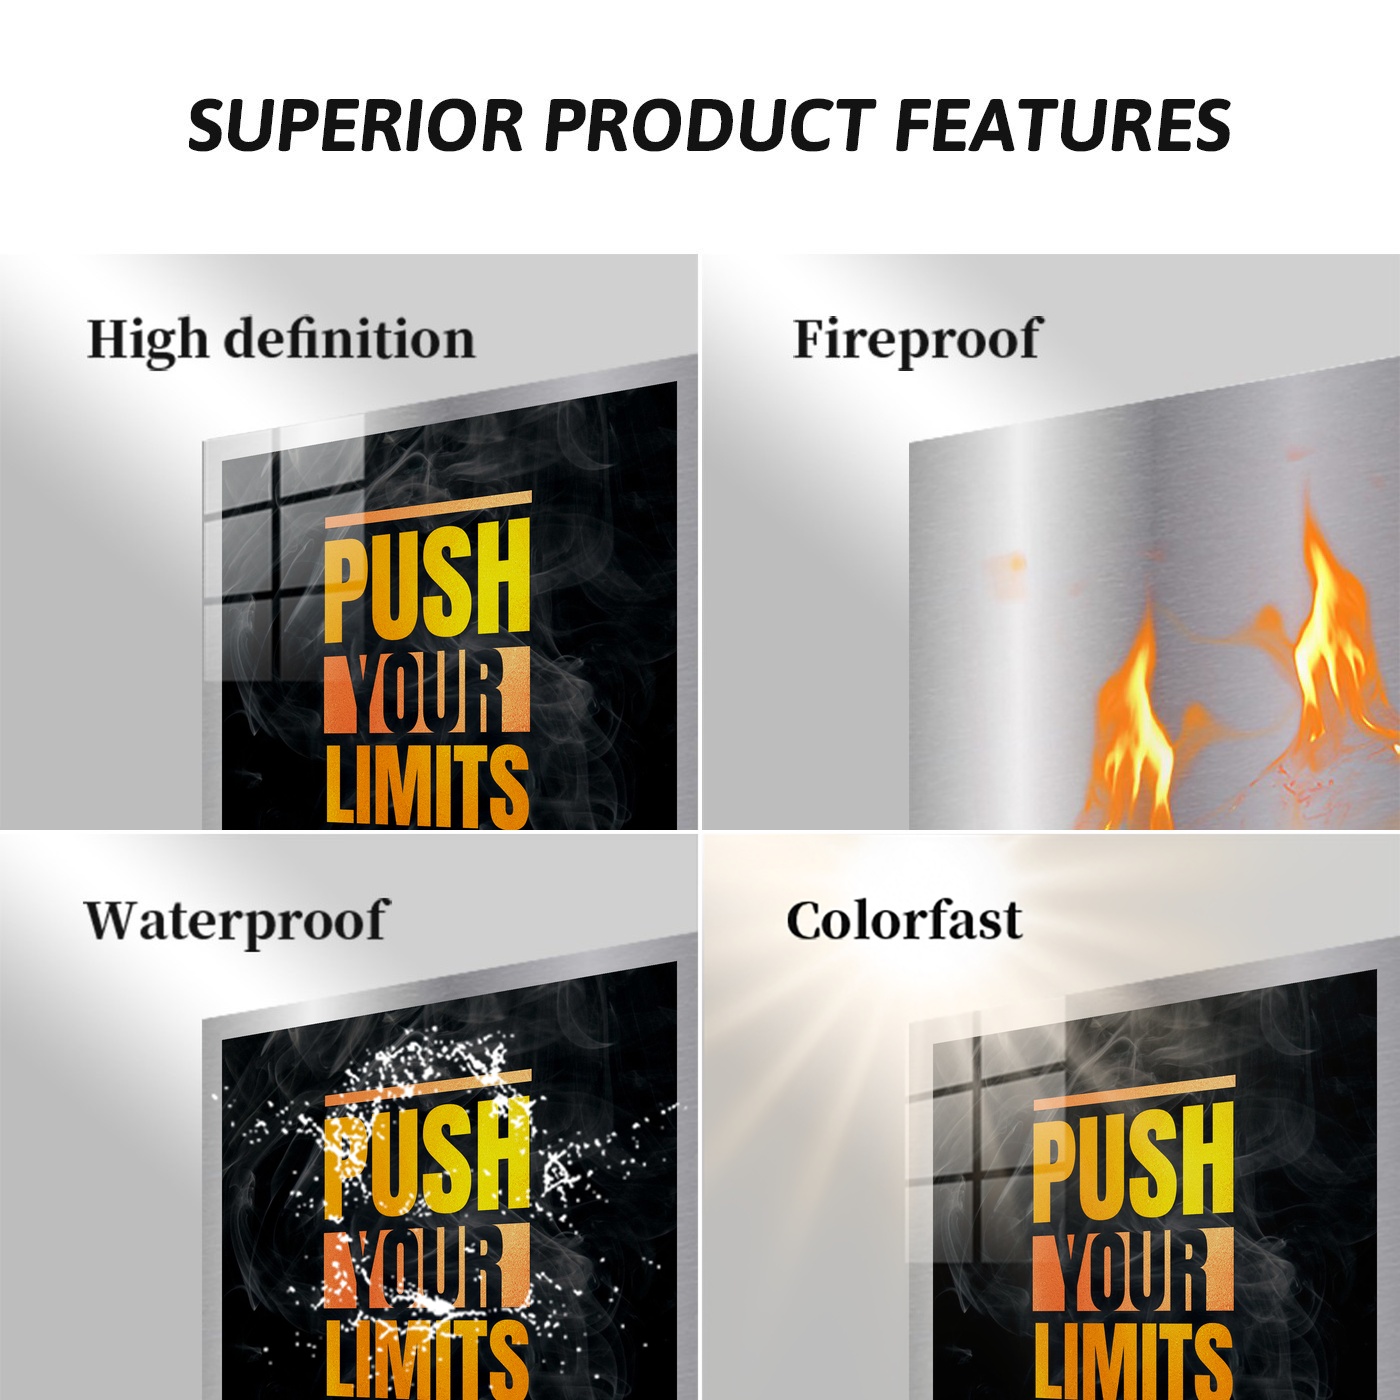 SUPERIOR PRODUCT FEATURES
High definition
Fireproof
PUSH
YOUR
LIMITS
Waterproof
Colorfast
PUSH
YOUR
LIMITS
PUSH
YOUR
LIMITS